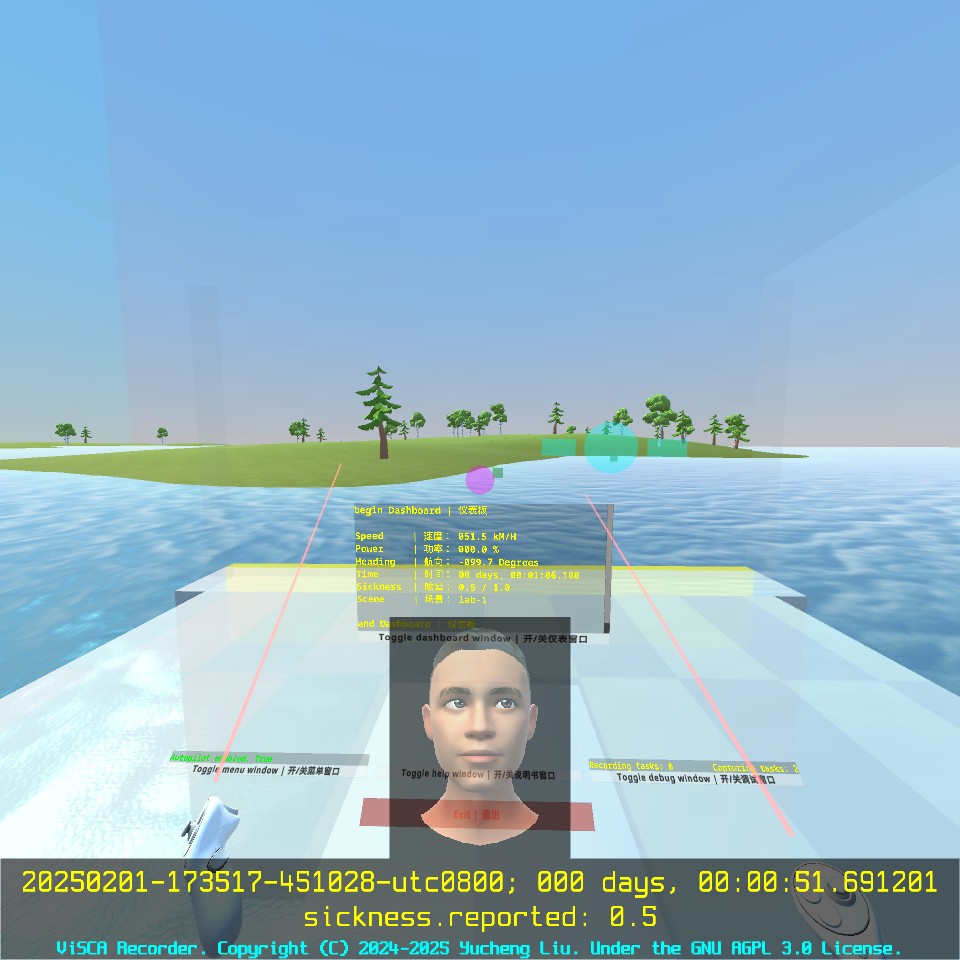 begin Dashboard | 仪表板
Speed | 速度： 051.5 kM/H
Power | 功率： 000.0 %
Heading | 航向： -099.7 Degrees
Time | 时间： 00 days, 00:01:06.100
Sickness | 眩晕： 0.5 / 1.0
Scene | 场景： lab-1
end Dashboard | 仪表板
Toggle dashboard window | 开/关仪表窗口
Autopilot enabled. True
Toggle menu window | 开/关菜单窗口
Toggle help window | 开/关说明书窗口
Recording tasks: 0 Capturing tasks: 2
Toggle debug window | 开/关调试窗口
Exit | 退出
20250201-173517-451028-utc0800; 000 days, 00:00:51.691201
sickness.reported: 0.5
ViSCA Recorder. Copyright (C) 2024-2025 Yucheng Liu. Under the GNU AGPL 3.0 License.